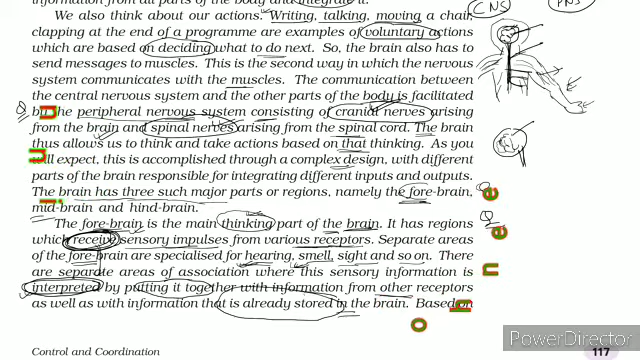 information from all parts of the body and integrate it.
We also think about our actions. Writing, talking, moving a chair,
clapping at the end of a programme are examples of voluntary actions
which are based on deciding what to do next. So, the brain also has to
send messages to muscles. This is the second way in which the nervous
system communicates with the muscles. The communication between
the central nervous system and the other parts of the body is facilitated
by the peripheral nervous system consisting of cranial nerves arising
from the brain and spinal nerves arising from the spinal cord. The brain
thus allows us to think and take actions based on that thinking. As you
will expect, this is accomplished through a complex design, with different
parts of the brain responsible for integrating different inputs and outputs.
The brain has three such major parts or regions, namely the fore-brain,
mid-brain and hind-brain.
The fore-brain is the main thinking part of the brain. It has regions
which receive sensory impulses from various receptors. Separate areas
of the fore-brain are specialised for hearing, smell, sight and so on. There
are separate areas of association where this sensory information is
interpreted by putting it together with information from other receptors
as well as with information that is already stored in the brain. Based on
Control and Coordination
117
CNS
PNS
PowerDirector